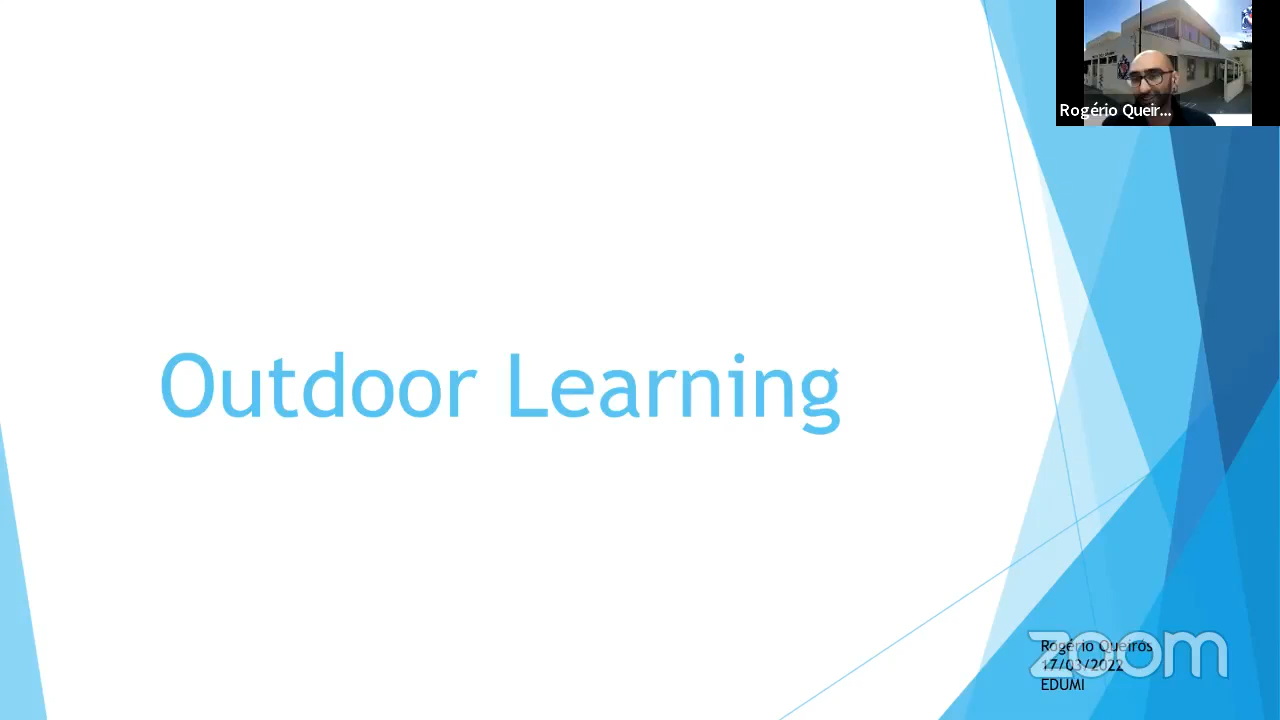 Rogério Queir...
Outdoor Learning
Rogério Queirós
17/03/2022
EDUMI
zoom